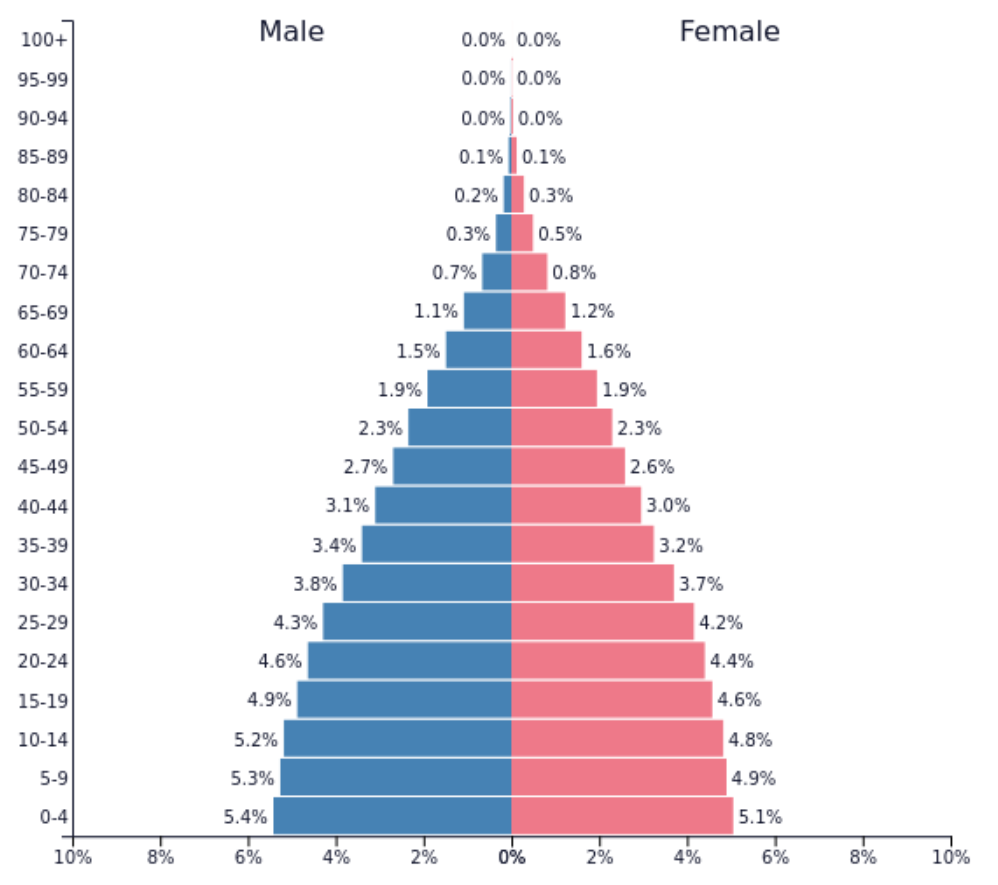 Male Female
100+ 0.0% 0.0%
95-99 0.0% 0.0%
90-94 0.0% 0.0%
85-89 0.1% 0.1%
80-84 0.2% 0.3%
75-79 0.3% 0.5%
70-74 0.7% 0.8%
65-69 1.1% 1.2%
60-64 1.5% 1.6%
55-59 1.9% 1.9%
50-54 2.3% 2.3%
45-49 2.7% 2.6%
40-44 3.1% 3.0%
35-39 3.4% 3.2%
30-34 3.8% 3.7%
25-29 4.3% 4.2%
20-24 4.6% 4.4%
15-19 4.9% 4.6%
10-14 5.2% 4.8%
5-9 5.3% 4.9%
0-4 5.4% 5.1%
10% 8% 6% 4% 2% 0% 2% 4% 6% 8% 10%